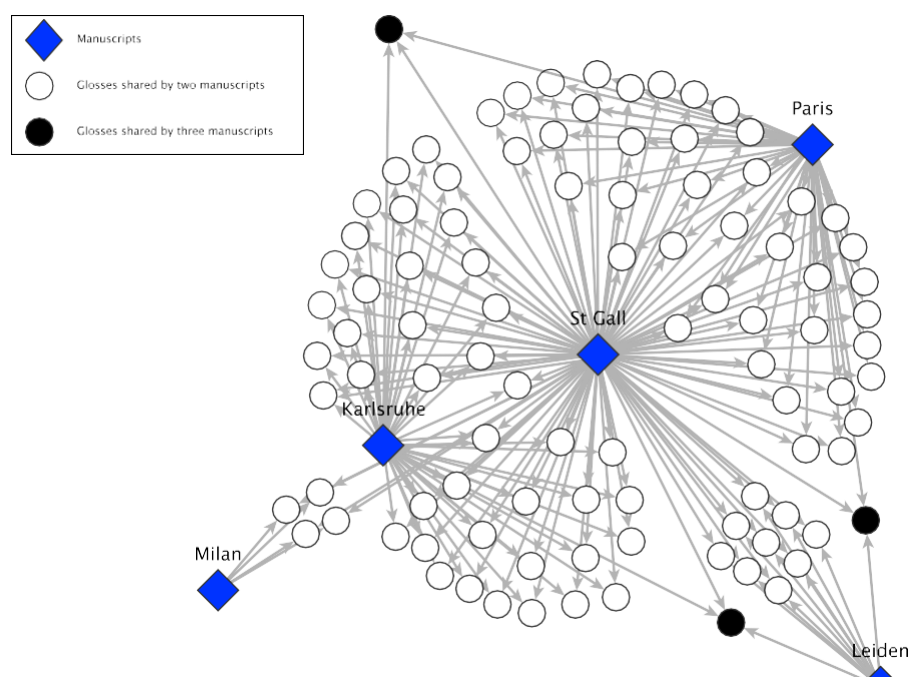 Manuscripts
Glosses shared by two manuscripts
Glosses shared by three manuscripts
Paris
St Gall
Karlsruhe
Milan
Leiden